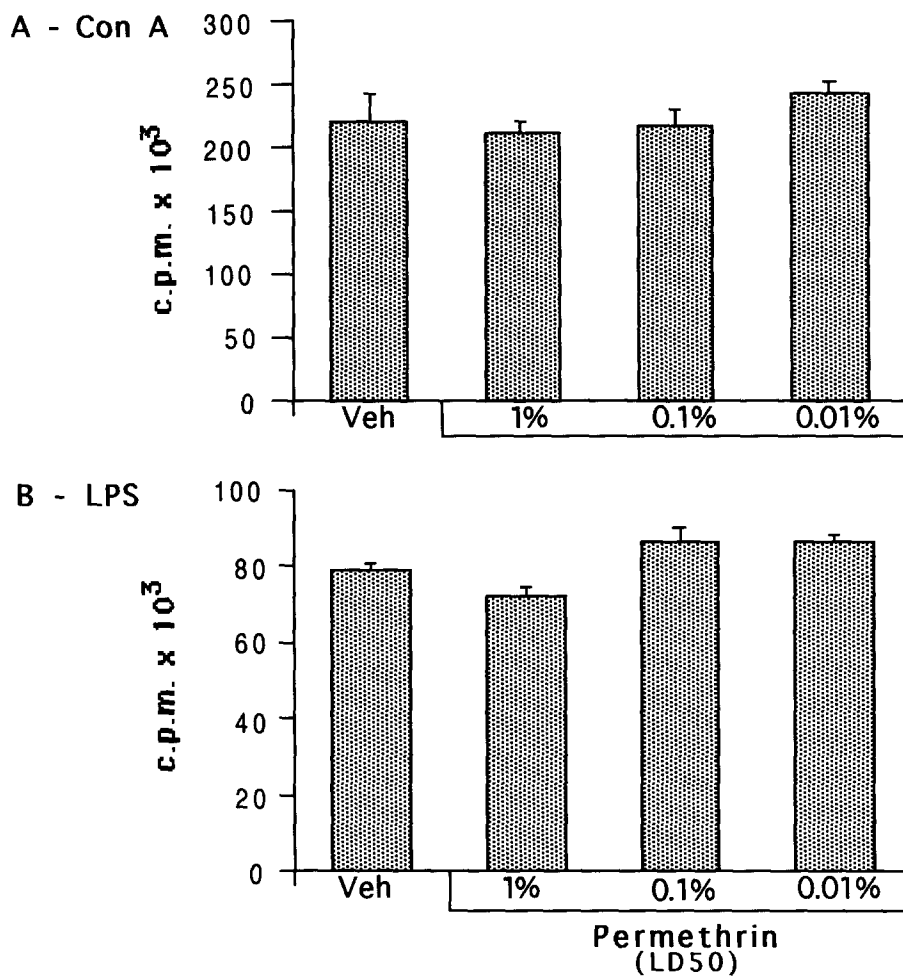 A - Con A
c.p.m. x 10³
300
250
200
150
100
50
0
Veh 1% 0.1% 0.01%
B - LPS
c.p.m. x 10³
100
80
60
40
20
0
Veh 1% 0.1% 0.01%
Permethrin
(LD50)